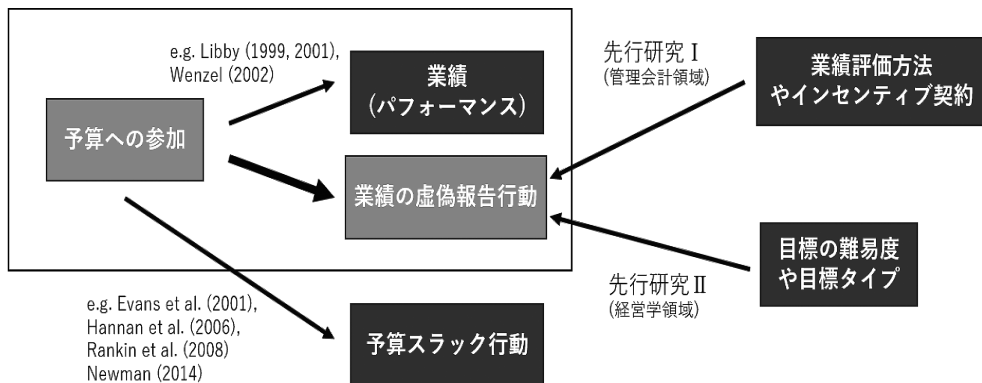 e.g. Libby (1999, 2001),
Wenzel (2002)
予算への参加
業績
(パフォーマンス)
業績の虚偽報告行動
先行研究Ⅰ
(管理会計領域)
業績評価方法
やインセンティブ契約
先行研究Ⅱ
(経営学領域)
目標の難易度
や目標タイプ
e.g. Evans et al. (2001),
Hannan et al. (2006),
Rankin et al. (2008)
Newman (2014)
予算スラック行動